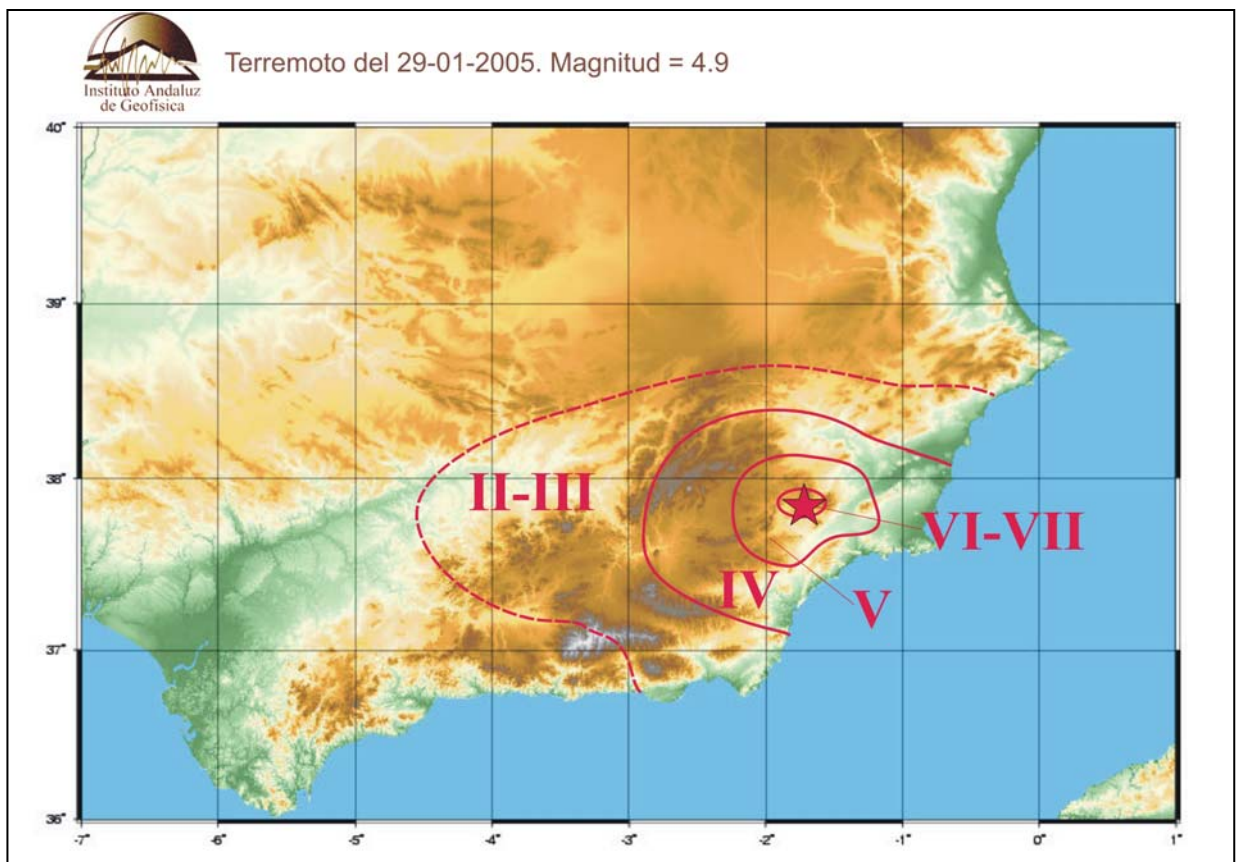 Instituto Andaluz
de Geofísica
Terremoto del 29-01-2005. Magnitud = 4.9
40°
39°
38°
37°
36°
II-III
VI-VII
IV
V
-7° -6° -5° -4° -3° -2° -1° 0° 1°